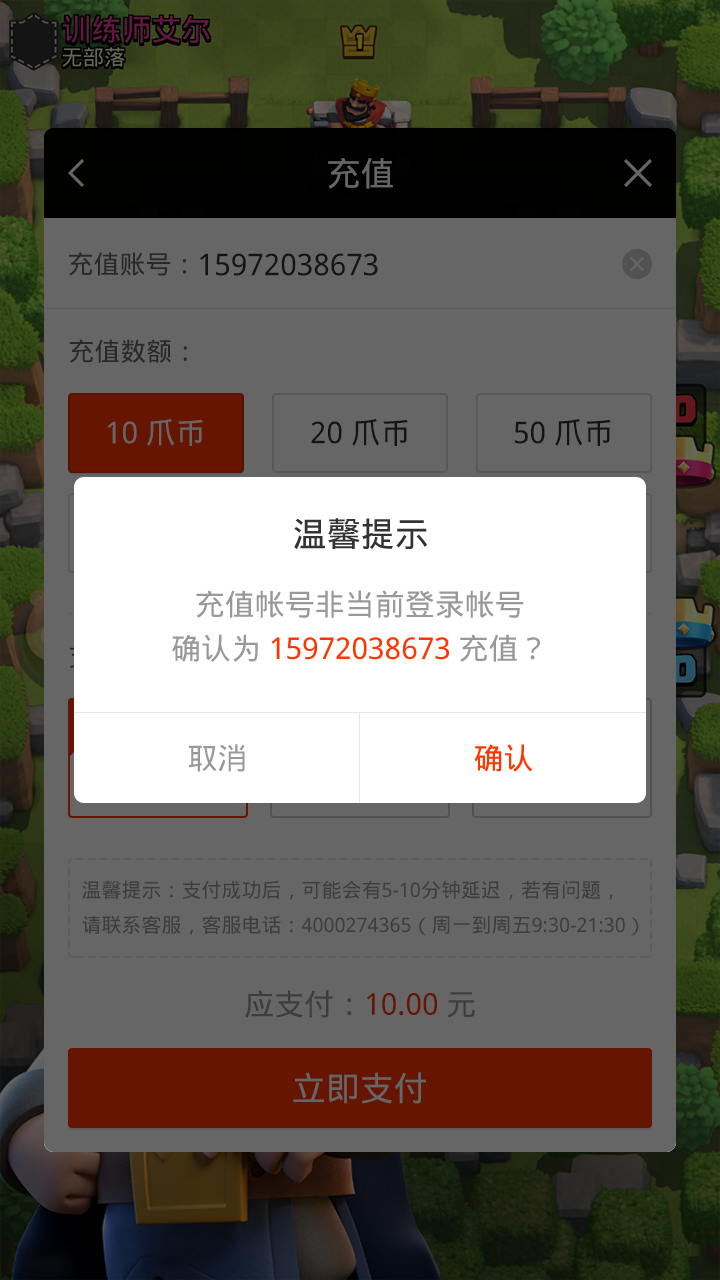 训练师艾尔
无部落
1
充值
充值账号：15972038673
充值数额：
10 爪币
20 爪币
50 爪币
0
温馨提示
充值帐号非当前登录帐号
确认为 15972038673 充值？
0
取消
确认
温馨提示：支付成功后，可能会有5-10分钟延迟，若有问题，
请联系客服，客服电话：4000274365（周一到周五9:30-21:30）
应支付：10.00 元
立即支付